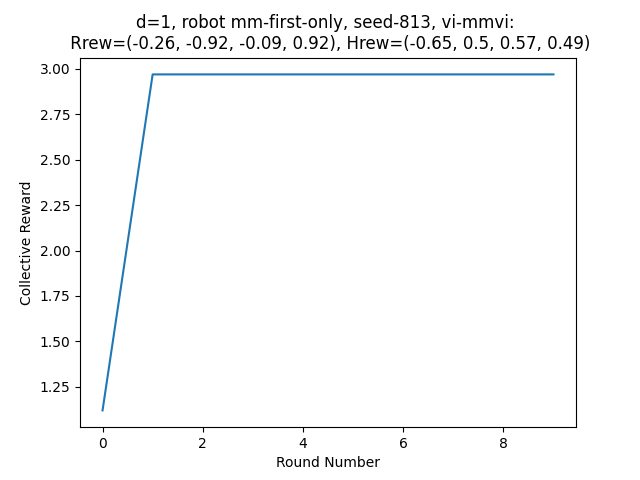 d=1, robot mm-first-only, seed-813, vi-mmvi:
Rrew=(-0.26, -0.92, -0.09, 0.92), Hrew=(-0.65, 0.5, 0.57, 0.49)
3.00
2.75
2.50
2.25
2.00
1.75
1.50
1.25
Collective Reward
0 2 4 6 8
Round Number